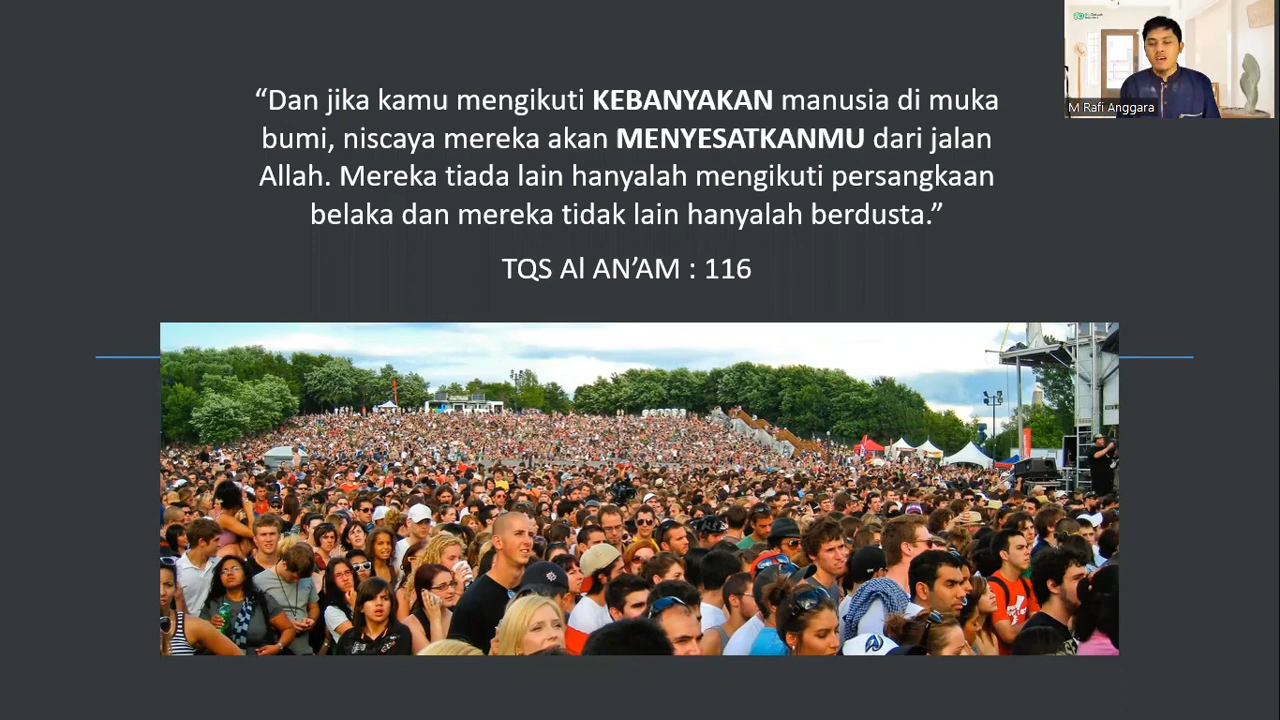 “Dan jika kamu mengikuti KEBANYAKAN manusia di muka
bumi, niscaya mereka akan MENYESATKANMU dari jalan
Allah. Mereka tiada lain hanyalah mengikuti persangkaan
belaka dan mereka tidak lain hanyalah berdusta.”
TQS Al AN’AM : 116
M Rafi Anggara